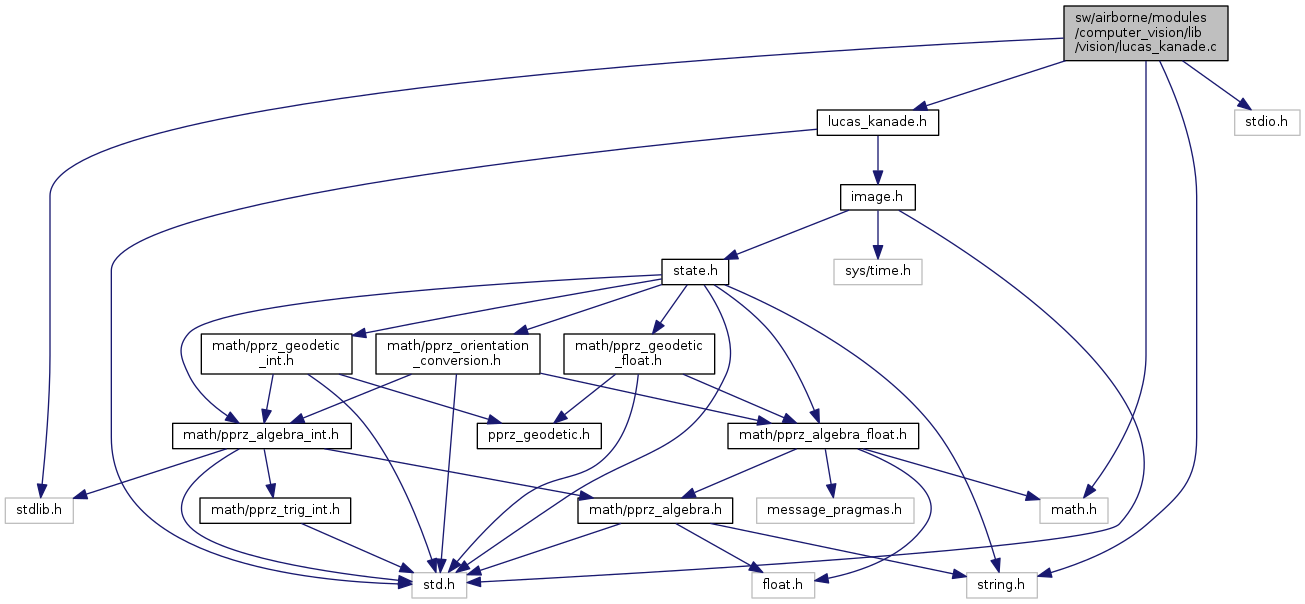 sw/airborne/modules
/computer_vision/lib
/vision/lucas_kanade.c
lucas_kanade.h
stdio.h
image.h
state.h
sys/time.h
math/pprz_geodetic
_int.h
math/pprz_orientation
_conversion.h
math/pprz_geodetic
_float.h
math/pprz_algebra_int.h
pprz_geodetic.h
math/pprz_algebra_float.h
stdlib.h
math/pprz_trig_int.h
math/pprz_algebra.h
message_pragmas.h
math.h
std.h
float.h
string.h